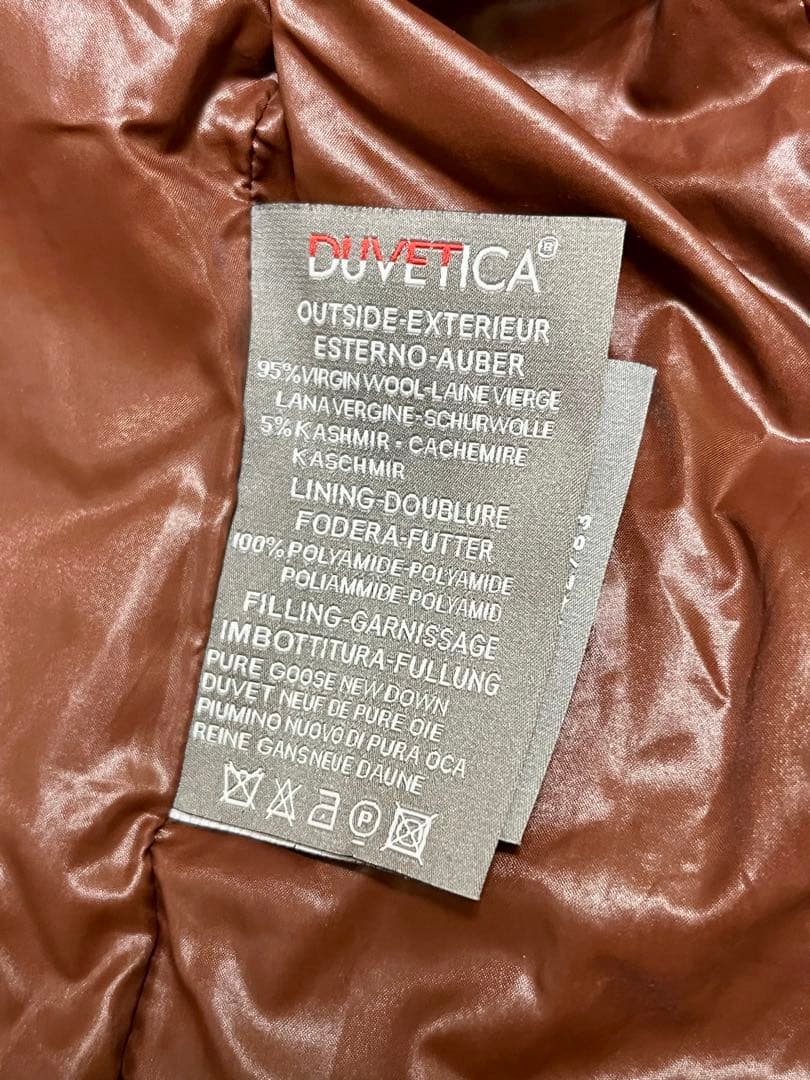 DUVETICA®
OUTSIDE-EXTERIEUR
ESTERNO-AUBER
95% VIRGIN WOOL-LAINE VIERGE
LANA VERGINE-SCHURWOLLE
5% KASHMIR - CACHEMIRE
KASCHMIR
LINING-DOUBLURE
FODERA-FUTTER
100% POLYAMIDE-POLYAMIDE
POLIAMMIDE-POLYAMID
FILLING-GARNISSAGE
IMBOTTITURA-FULLUNG
PURE GOOSE NEW DOWN
DUVET NEUF DE PURE OIE
PIUMINO NUOVO DI PURA OCA
REINE GANSNEUE DAUNE
P